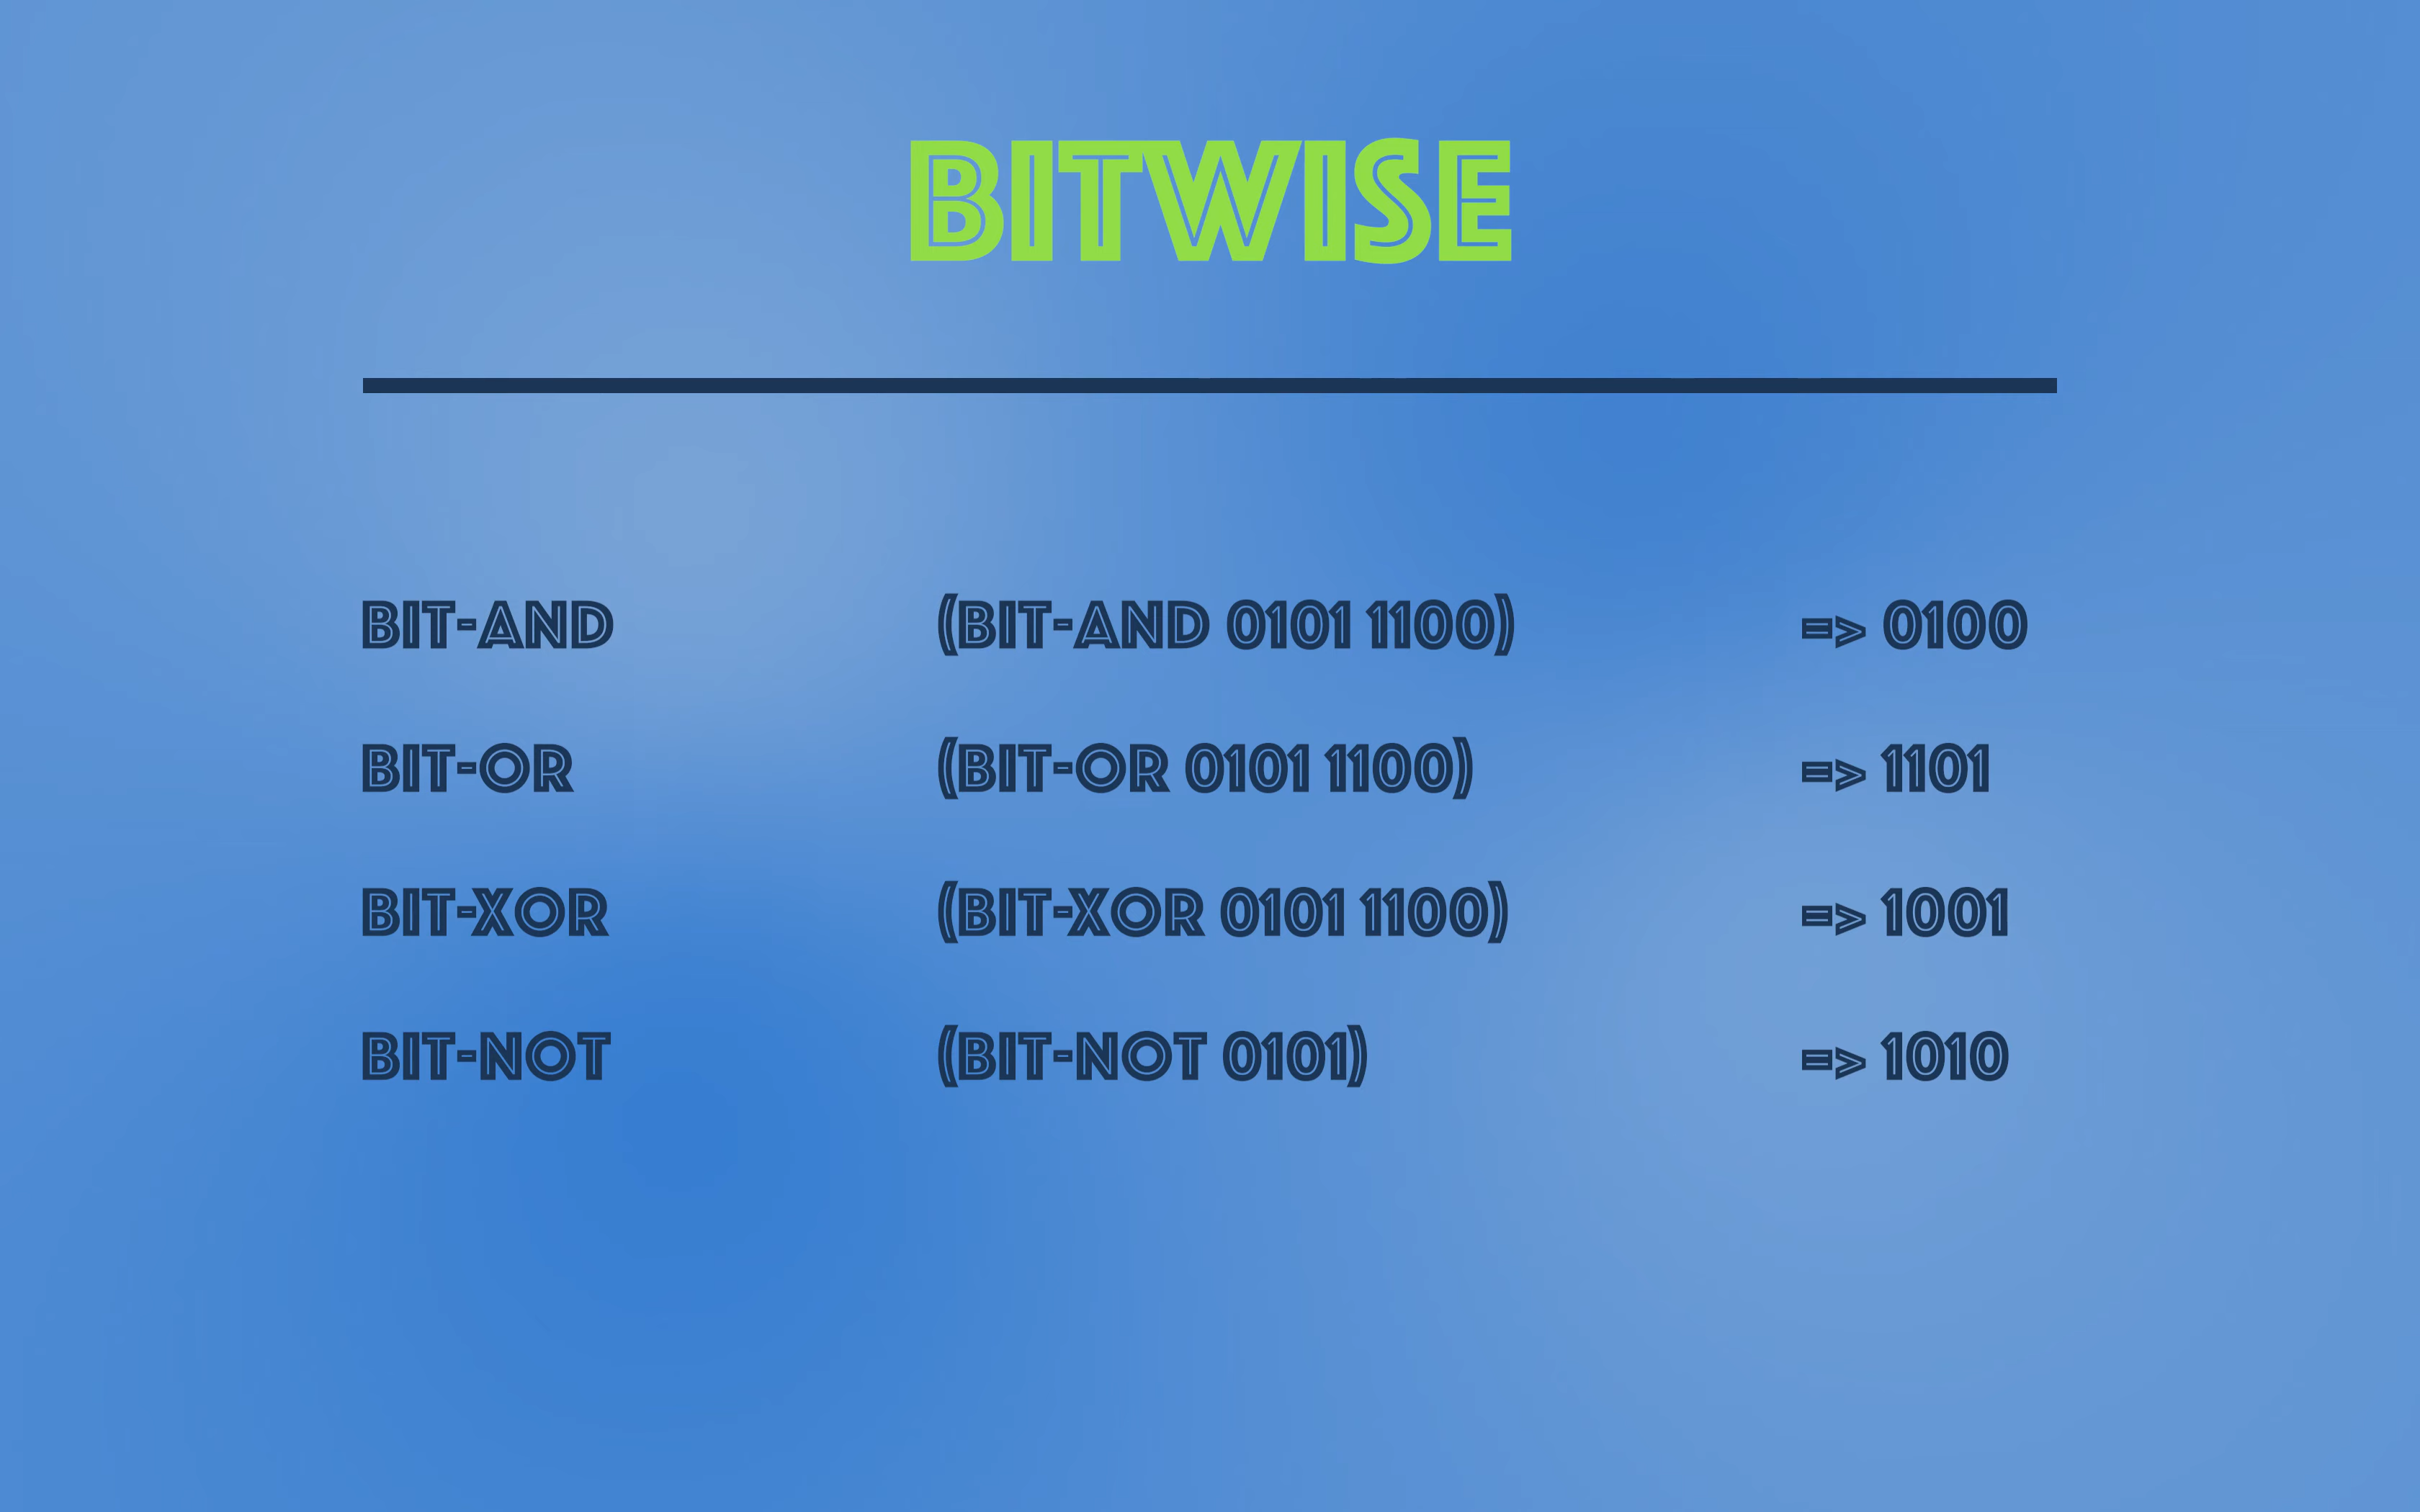 BITWISE
BIT-AND (BIT-AND 0101 1100) => 0100
BIT-OR (BIT-OR 0101 1100) => 1101
BIT-XOR (BIT-XOR 0101 1100) => 1001
BIT-NOT (BIT-NOT 0101) => 1010